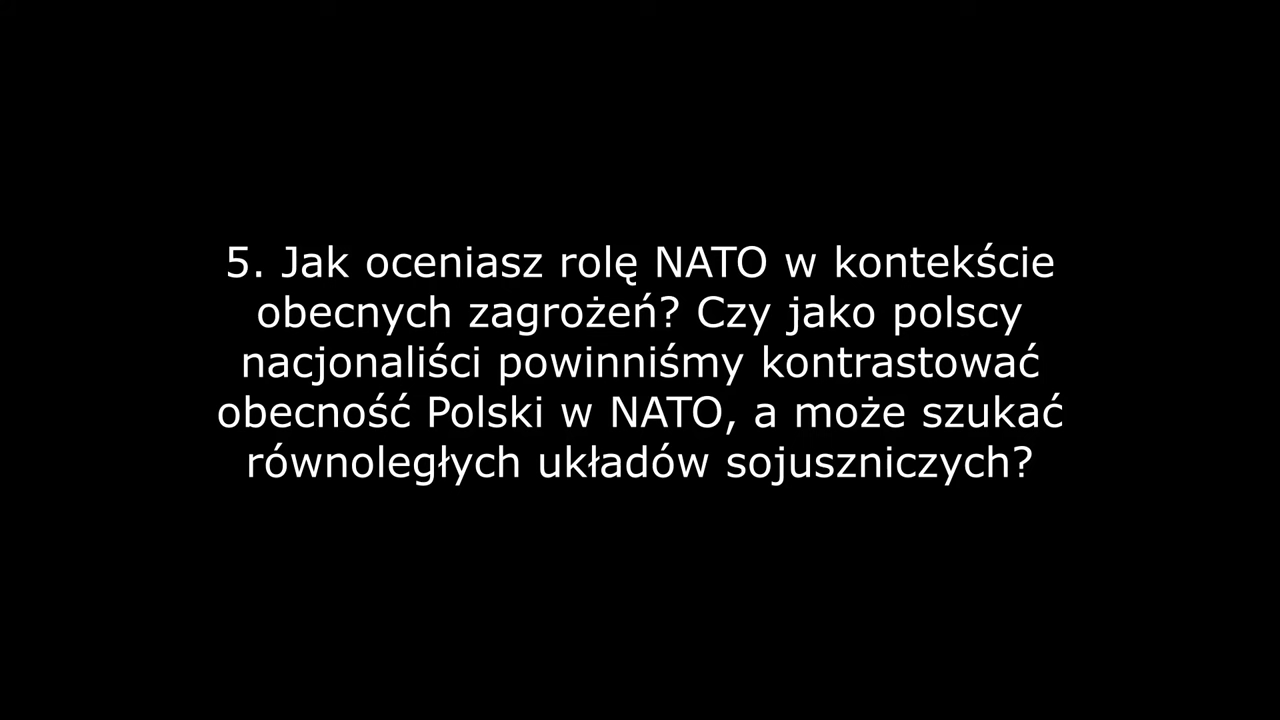 5. Jak oceniasz rolę NATO w kontekście
obecnych zagrożeń? Czy jako polscy
nacjonaliści powinniśmy kontrastować
obecność Polski w NATO, a może szukać
równoległych układów sojuszniczych?